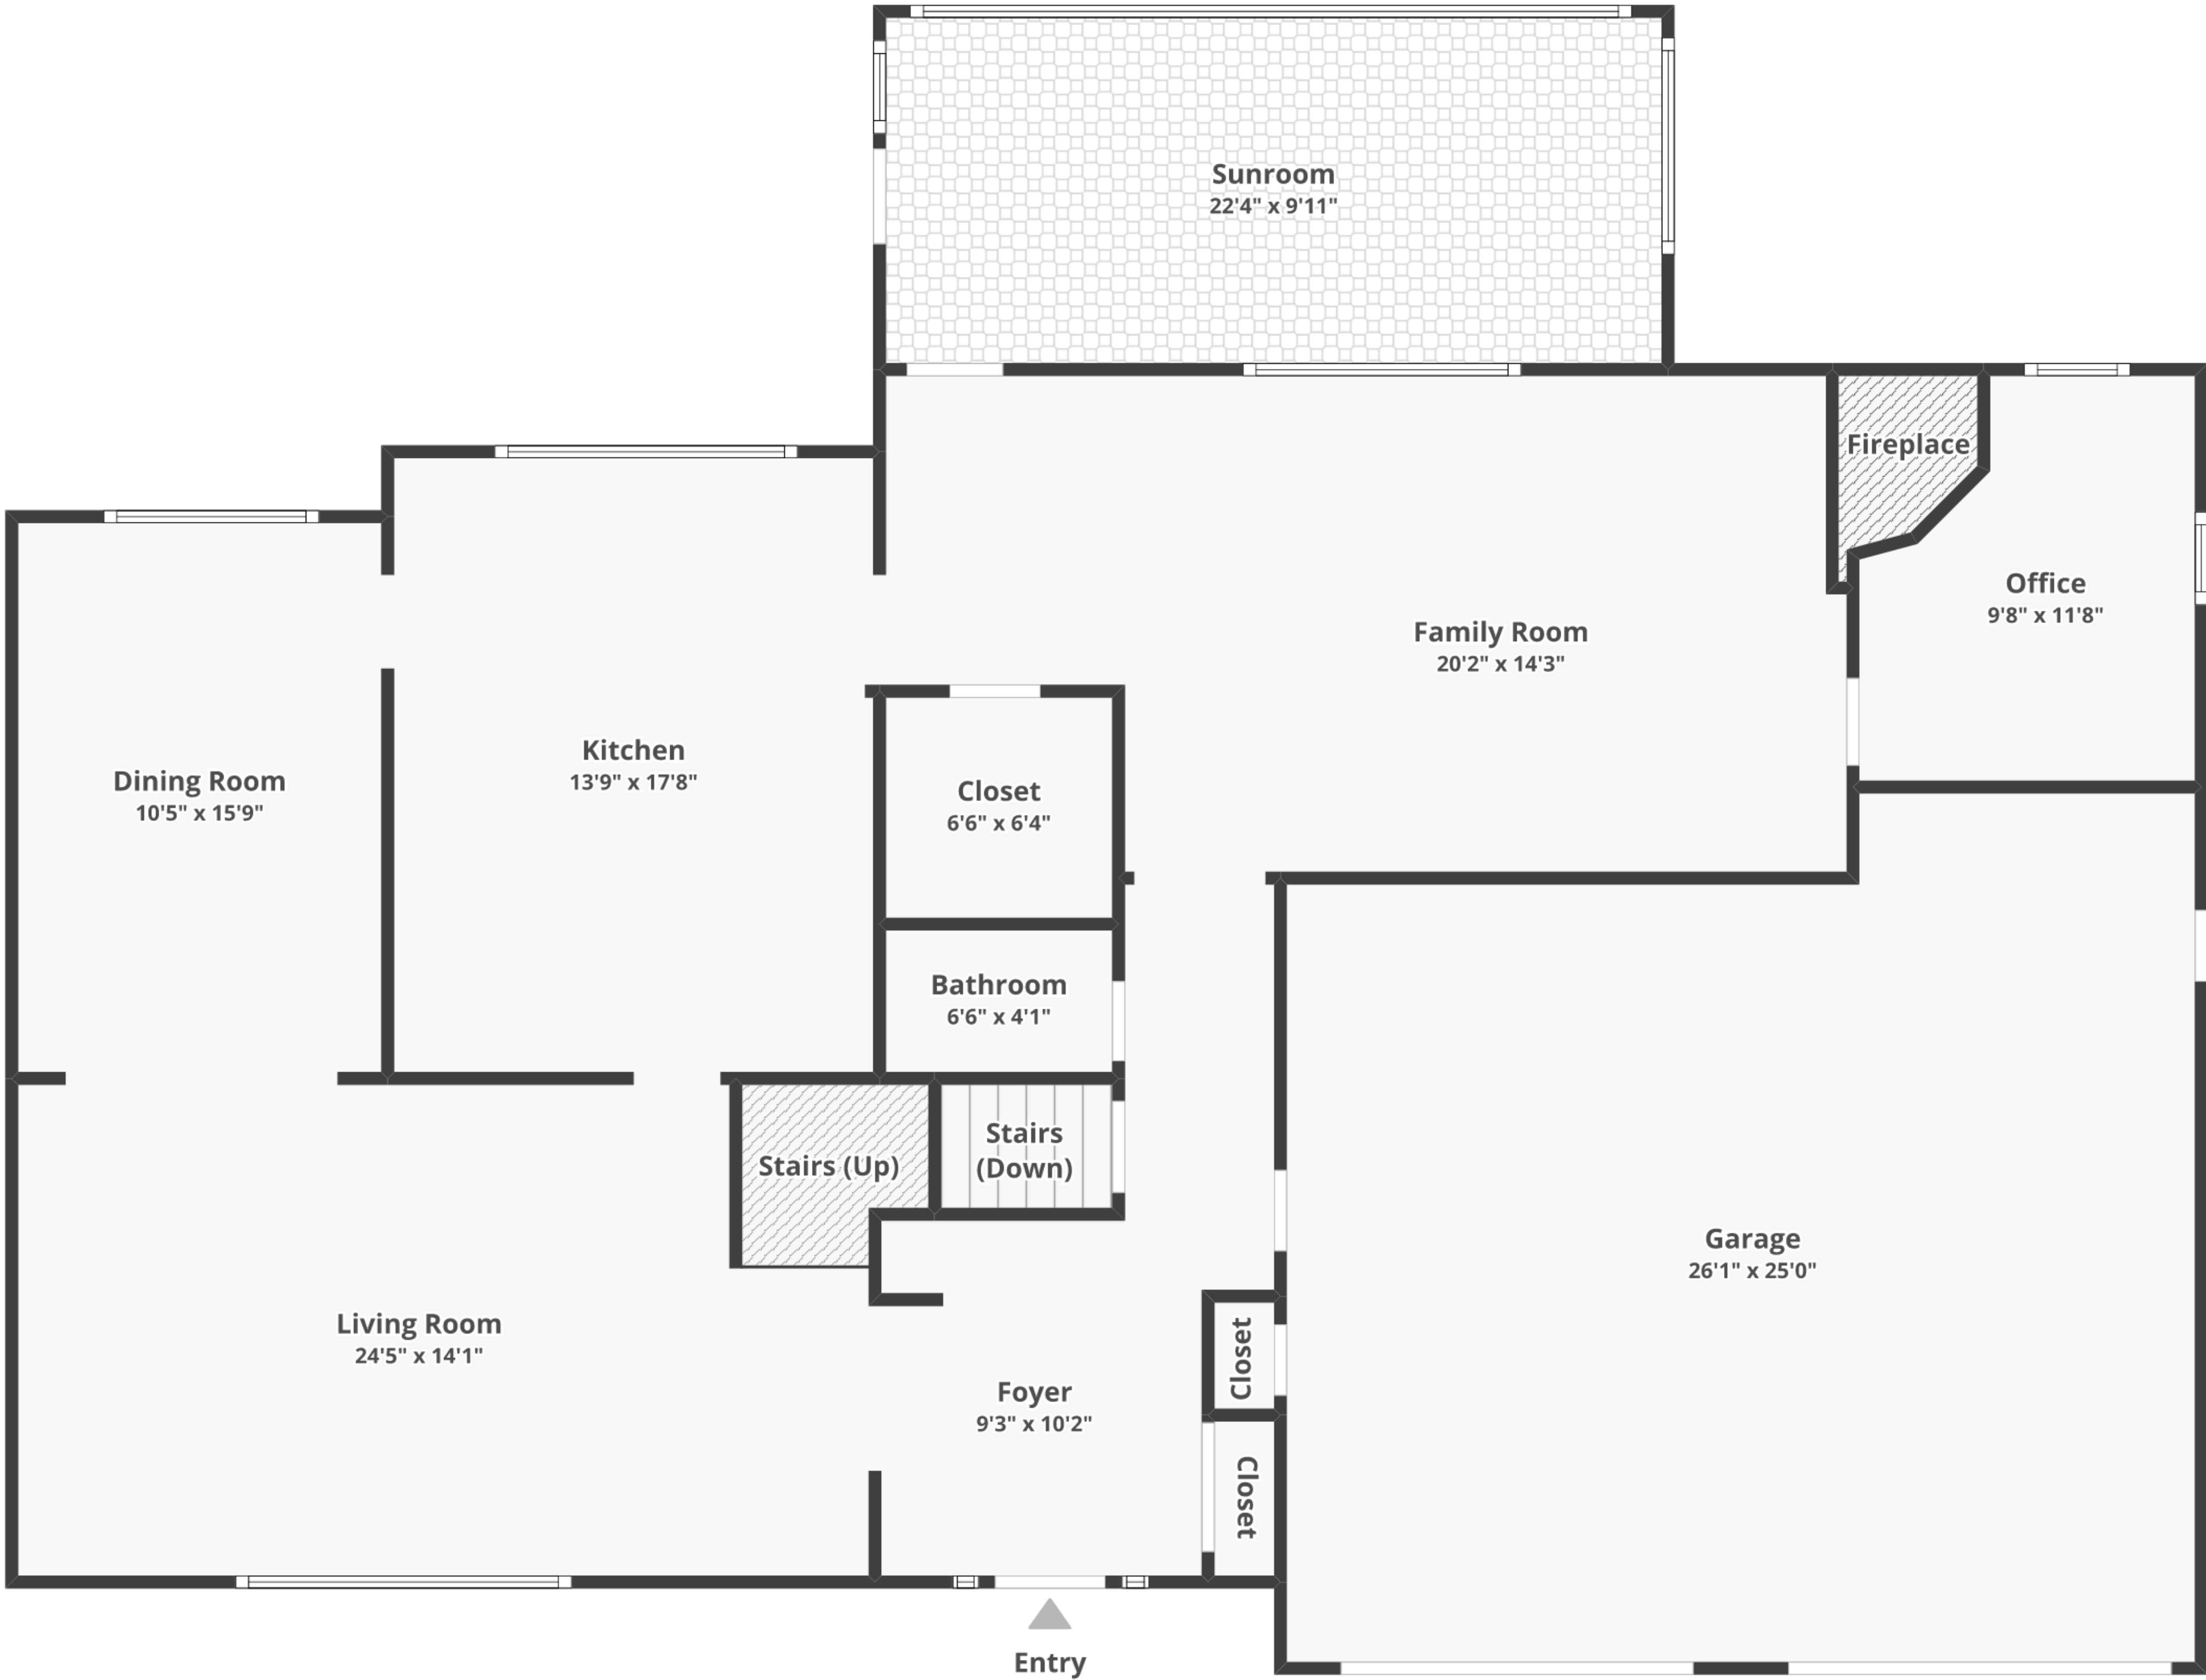 Sunroom
22'4" x 9'11"
Fireplace
Office
9'8" x 11'8"
Family Room
20'2" x 14'3"
Kitchen
13'9" x 17'8"
Dining Room
10'5" x 15'9"
Closet
6'6" x 6'4"
Bathroom
6'6" x 4'1"
Stairs (Up)
Stairs
(Down)
Garage
26'1" x 25'0"
Living Room
24'5" x 14'1"
Closet
Foyer
9'3" x 10'2"
Closet
Entry